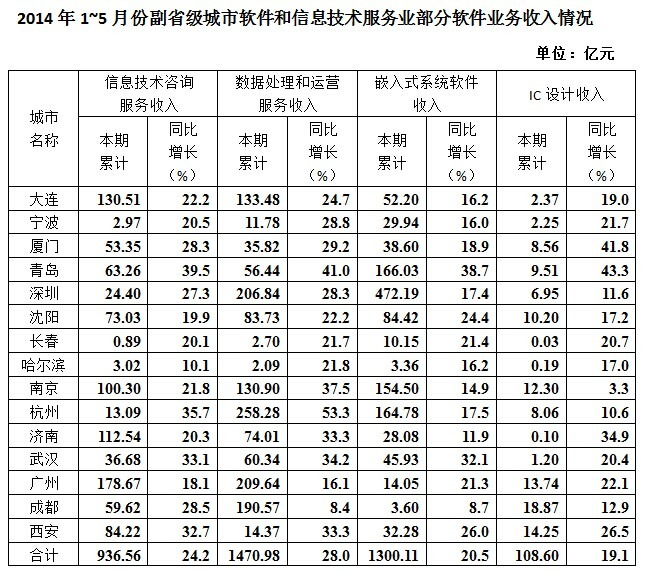 2014 年 1~5 月份副省级城市软件和信息技术服务业部分软件业务收入情况
单位：亿元
城市名称 信息技术咨询服务收入 数据处理和运营服务收入 嵌入式系统软件收入 IC 设计收入
本期累计 同比增长（%） 本期累计 同比增长（%） 本期累计 同比增长（%） 本期累计 同比增长（%）
大连 130.51 22.2 133.48 24.7 52.20 16.2 2.37 19.0
宁波 2.97 20.5 11.78 28.8 29.94 16.0 2.25 21.7
厦门 53.35 28.3 35.82 29.2 38.60 18.9 8.56 41.8
青岛 63.26 39.5 56.44 41.0 166.03 38.7 9.51 43.3
深圳 24.40 27.3 206.84 28.3 472.19 17.4 6.95 11.6
沈阳 73.03 19.9 83.73 22.2 84.42 24.4 10.20 17.2
长春 0.89 20.1 2.70 21.7 10.15 21.4 0.03 20.7
哈尔滨 3.02 10.1 2.09 21.8 3.36 16.2 0.19 17.0
南京 100.30 21.8 130.90 37.5 154.50 14.9 12.30 3.3
杭州 13.09 35.7 258.28 53.3 164.78 17.5 8.06 10.6
济南 112.54 20.3 74.01 33.3 28.08 11.9 0.10 34.9
武汉 36.68 33.1 60.34 34.2 45.93 32.1 1.20 20.4
广州 178.67 18.1 209.64 16.1 14.05 21.3 13.74 22.1
成都 59.62 28.5 190.57 8.4 3.60 8.7 18.87 12.9
西安 84.22 32.7 14.37 33.3 32.28 26.0 14.25 26.5
合计 936.56 24.2 1470.98 28.0 1300.11 20.5 108.60 19.1